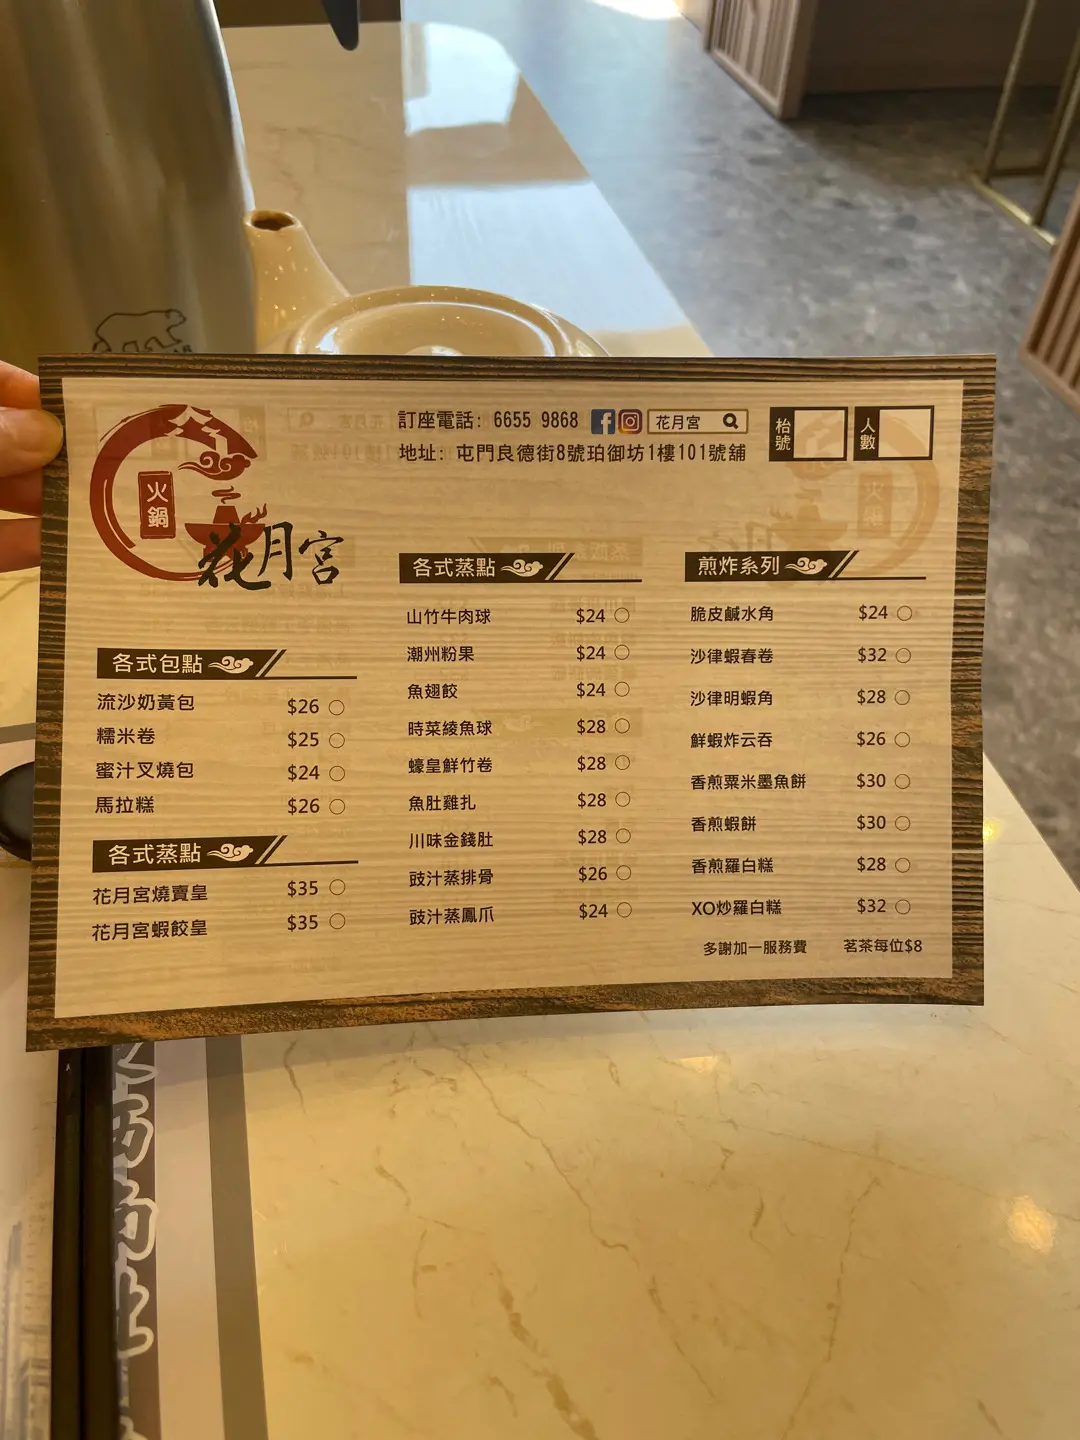 訂座電話: 6655 9868 花月宮
地址: 屯門良德街8號珀御坊1樓101號舖
枱號
人數
火鍋
花月宮
各式包點
流沙奶黃包 $26
糯米卷 $25
蜜汁叉燒包 $24
馬拉糕 $26
各式蒸點
花月宮燒賣皇 $35
花月宮蝦餃皇 $35
各式蒸點
山竹牛肉球 $24
潮州粉果 $24
魚翅餃 $24
時菜綾魚球 $28
蠔皇鮮竹卷 $28
魚肚雞扎 $28
川味金錢肚 $28
豉汁蒸排骨 $26
豉汁蒸鳳爪 $24
煎炸系列
脆皮鹹水角 $24
沙律蝦春卷 $32
沙律明蝦角 $28
鮮蝦炸云吞 $26
香煎粟米墨魚餅 $30
香煎蝦餅 $30
香煎羅白糕 $28
XO炒羅白糕 $32
多謝加一服務費 茗茶每位$8